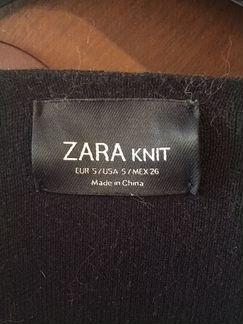 ZARA KNIT
EUR S / USA S / MEX 26
Made in China